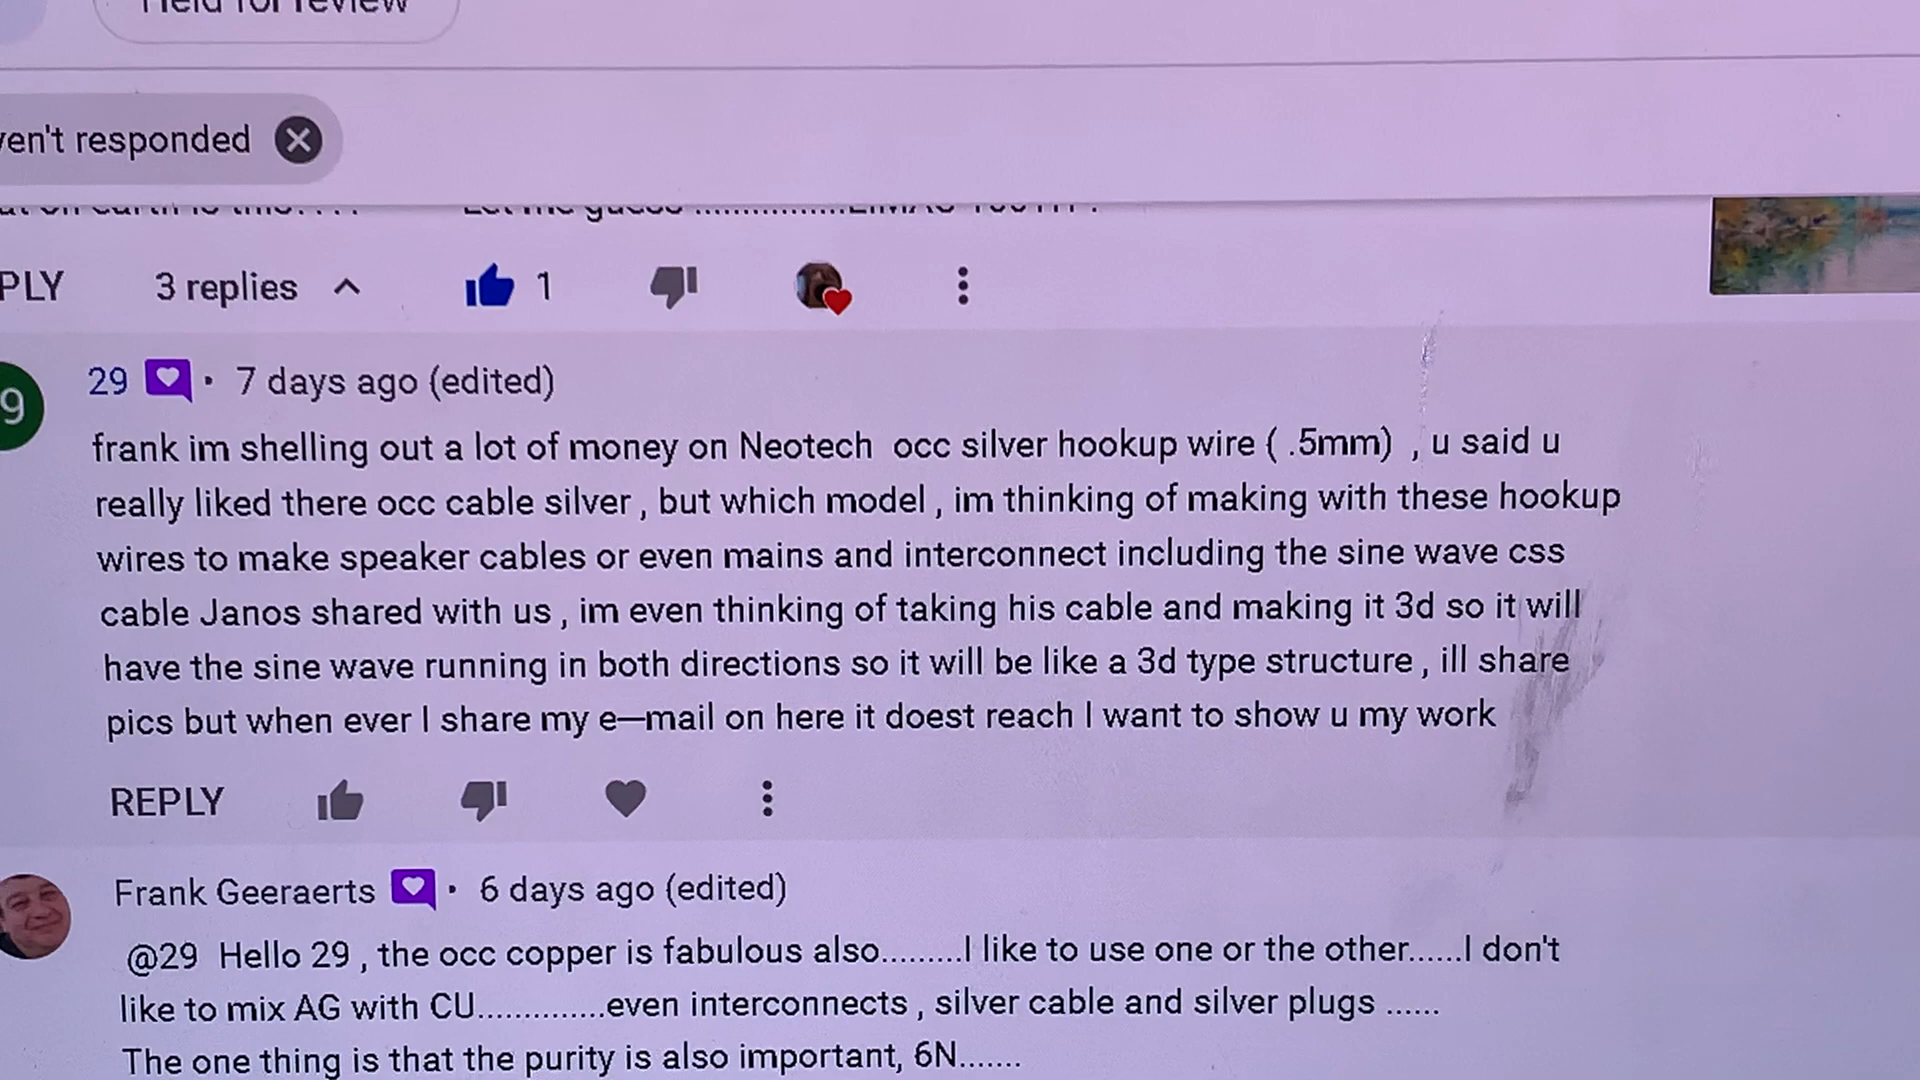 Held for review
ven't responded
Let me guess
PLY 3 replies 1
9
29 • 7 days ago (edited)
frank im shelling out a lot of money on Neotech occ silver hookup wire ( .5mm) , u said u
really liked there occ cable silver , but which model , im thinking of making with these hookup
wires to make speaker cables or even mains and interconnect including the sine wave css
cable Janos shared with us , im even thinking of taking his cable and making it 3d so it will
have the sine wave running in both directions so it will be like a 3d type structure , ill share
pics but when ever I share my e—mail on here it doest reach I want to show u my work
REPLY
Frank Geeraerts • 6 days ago (edited)
@29 Hello 29 , the occ copper is fabulous also.........I like to use one or the other......I don't
like to mix AG with CU..............even interconnects , silver cable and silver plugs ......
The one thing is that the purity is also important, 6N.......